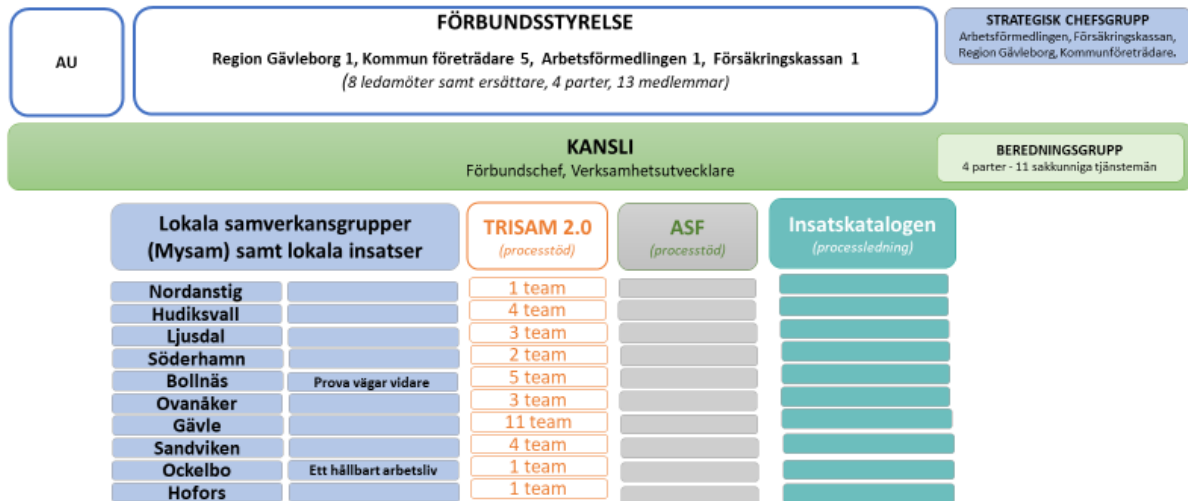 AU
FÖRBUNDSSTYRELSE
Region Gävleborg 1, Kommun företrädare 5, Arbetsförmedlingen 1, Försäkringskassan 1
(8 ledamöter samt ersättare, 4 parter, 13 medlemmar)
STRATEGISK CHEFSGRUPP
Arbetsförmedlingen, Försäkringskassan,
Region Gävleborg, Kommunföreträdare.
KANSLI
Förbundschef, Verksamhetsutvecklare
BEREDNINGSGRUPP
4 parter - 11 sakkunniga tjänstemän
Lokala samverkansgrupper
(Mysam) samt lokala insatser
TRISAM 2.0
(processtöd)
ASF
(processtöd)
Insatskatalogen
(processledning)
Nordanstig 1 team
Hudiksvall 4 team
Ljusdal 3 team
Söderhamn 2 team
Bollnäs Prova vägar vidare 5 team
Ovanåker 3 team
Gävle 11 team
Sandviken 4 team
Ockelbo Ett hållbart arbetsliv 1 team
Hofors 1 team